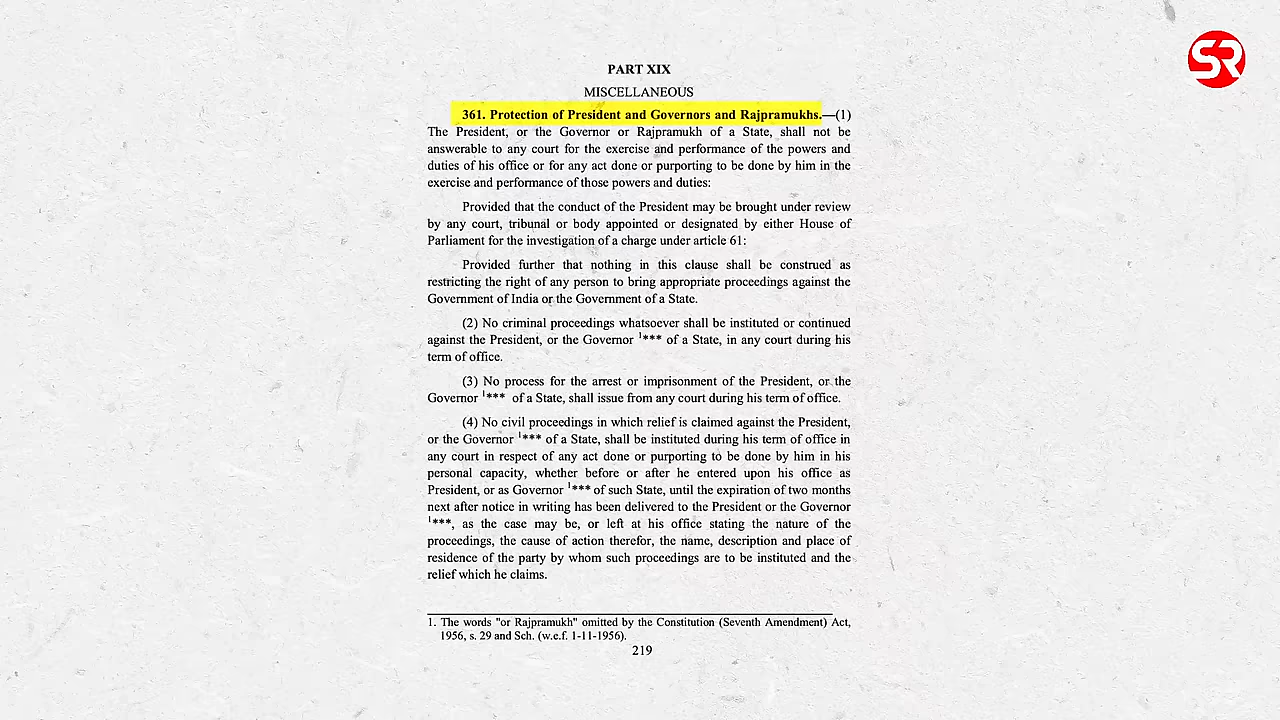 SR
PART XIX
MISCELLANEOUS
361. Protection of President and Governors and Rajpramukhs.—(1)
The President, or the Governor or Rajpramukh of a State, shall not be
answerable to any court for the exercise and performance of the powers and
duties of his office or for any act done or purporting to be done by him in the
exercise and performance of those powers and duties:
Provided that the conduct of the President may be brought under review
by any court, tribunal or body appointed or designated by either House of
Parliament for the investigation of a charge under article 61:
Provided further that nothing in this clause shall be construed as
restricting the right of any person to bring appropriate proceedings against the
Government of India or the Government of a State.
(2) No criminal proceedings whatsoever shall be instituted or continued
against the President, or the Governor ¹*** of a State, in any court during his
term of office.
(3) No process for the arrest or imprisonment of the President, or the
Governor ¹*** of a State, shall issue from any court during his term of office.
(4) No civil proceedings in which relief is claimed against the President,
or the Governor ¹*** of a State, shall be instituted during his term of office in
any court in respect of any act done or purporting to be done by him in his
personal capacity, whether before or after he entered upon his office as
President, or as Governor ¹*** of such State, until the expiration of two months
next after notice in writing has been delivered to the President or the Governor
¹***, as the case may be, or left at his office stating the nature of the
proceedings, the cause of action therefor, the name, description and place of
residence of the party by whom such proceedings are to be instituted and the
relief which he claims.
1. The words "or Rajpramukh" omitted by the Constitution (Seventh Amendment) Act,
1956, s. 29 and Sch. (w.e.f. 1-11-1956).
219